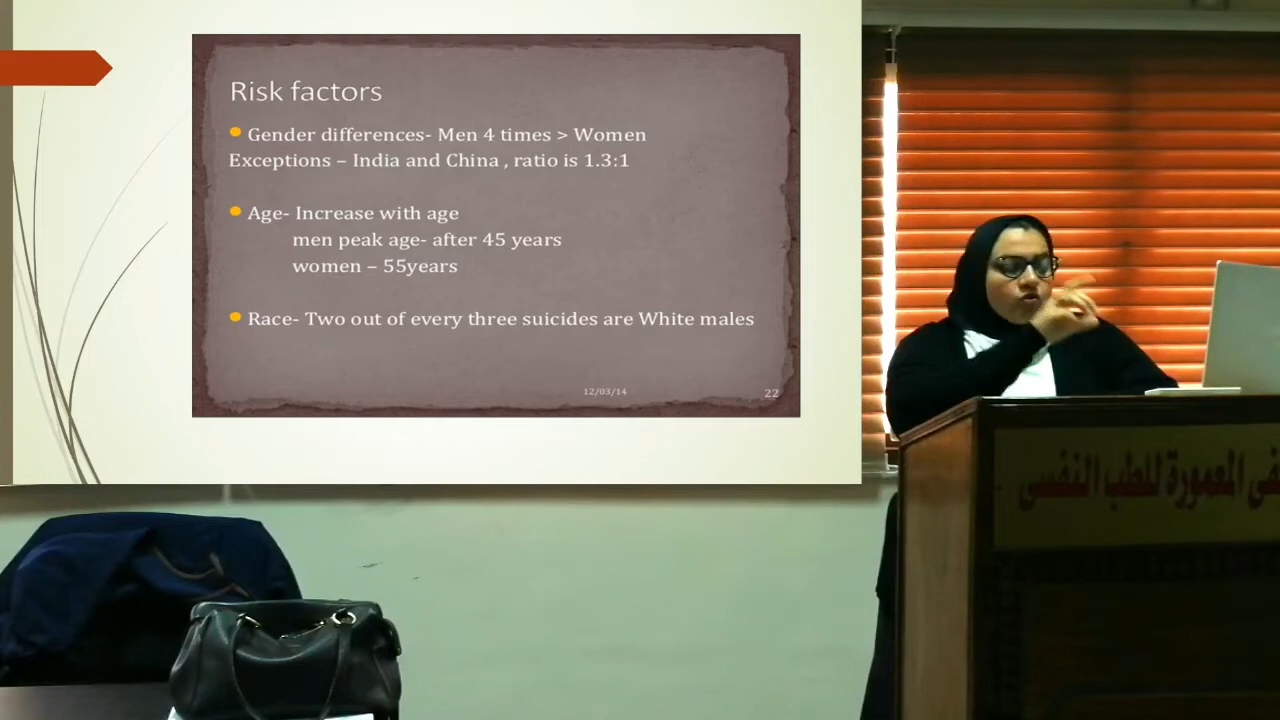 Risk factors
Gender differences- Men 4 times > Women
Exceptions – India and China , ratio is 1.3:1
Age- Increase with age
men peak age- after 45 years
women – 55years
Race- Two out of every three suicides are White males
12/03/14
22
المعمورة للطب النفسي